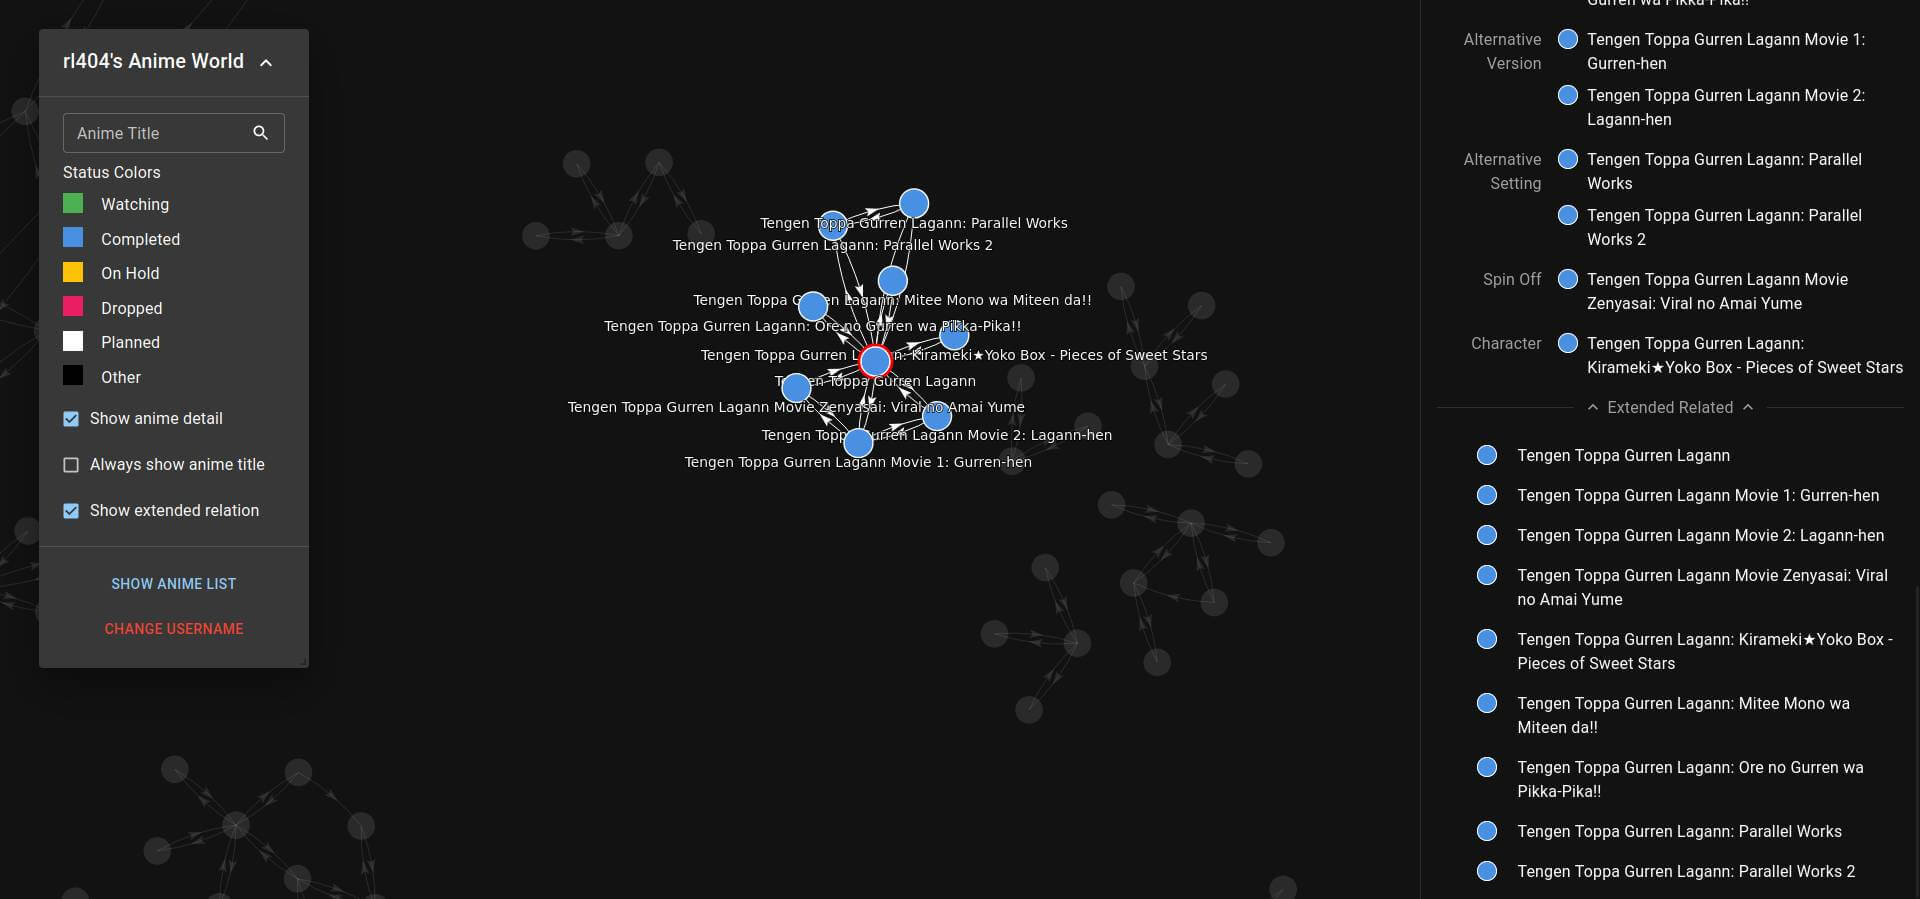 rl404's Anime World
Anime Title
Status Colors
Watching
Completed
On Hold
Dropped
Planned
Other
Show anime detail
Always show anime title
Show extended relation
SHOW ANIME LIST
CHANGE USERNAME
Tengen Toppa Gurren Lagann: Parallel Works
Tengen Toppa Gurren Lagann: Parallel Works 2
Tengen Toppa Gurren Lagann: Mitee Mono wa Miteen da!!
Tengen Toppa Gurren Lagann: Ore no Gurren wa Pikka-Pika!!
Tengen Toppa Gurren Lagann: Kirameki★Yoko Box - Pieces of Sweet Stars
Tengen Toppa Gurren Lagann
Tengen Toppa Gurren Lagann Movie Zenyasai: Viral no Amai Yume
Tengen Toppa Gurren Lagann Movie 2: Lagann-hen
Tengen Toppa Gurren Lagann Movie 1: Gurren-hen
Gurren wa Pikka-Pika!!
Alternative Version
Tengen Toppa Gurren Lagann Movie 1:
Gurren-hen
Tengen Toppa Gurren Lagann Movie 2:
Lagann-hen
Alternative Setting
Tengen Toppa Gurren Lagann: Parallel
Works
Tengen Toppa Gurren Lagann: Parallel
Works 2
Spin Off
Tengen Toppa Gurren Lagann Movie
Zenyasai: Viral no Amai Yume
Character
Tengen Toppa Gurren Lagann:
Kirameki★Yoko Box - Pieces of Sweet Stars
Extended Related
Tengen Toppa Gurren Lagann
Tengen Toppa Gurren Lagann Movie 1: Gurren-hen
Tengen Toppa Gurren Lagann Movie 2: Lagann-hen
Tengen Toppa Gurren Lagann Movie Zenyasai: Viral
no Amai Yume
Tengen Toppa Gurren Lagann: Kirameki★Yoko Box -
Pieces of Sweet Stars
Tengen Toppa Gurren Lagann: Mitee Mono wa
Miteen da!!
Tengen Toppa Gurren Lagann: Ore no Gurren wa
Pikka-Pika!!
Tengen Toppa Gurren Lagann: Parallel Works
Tengen Toppa Gurren Lagann: Parallel Works 2